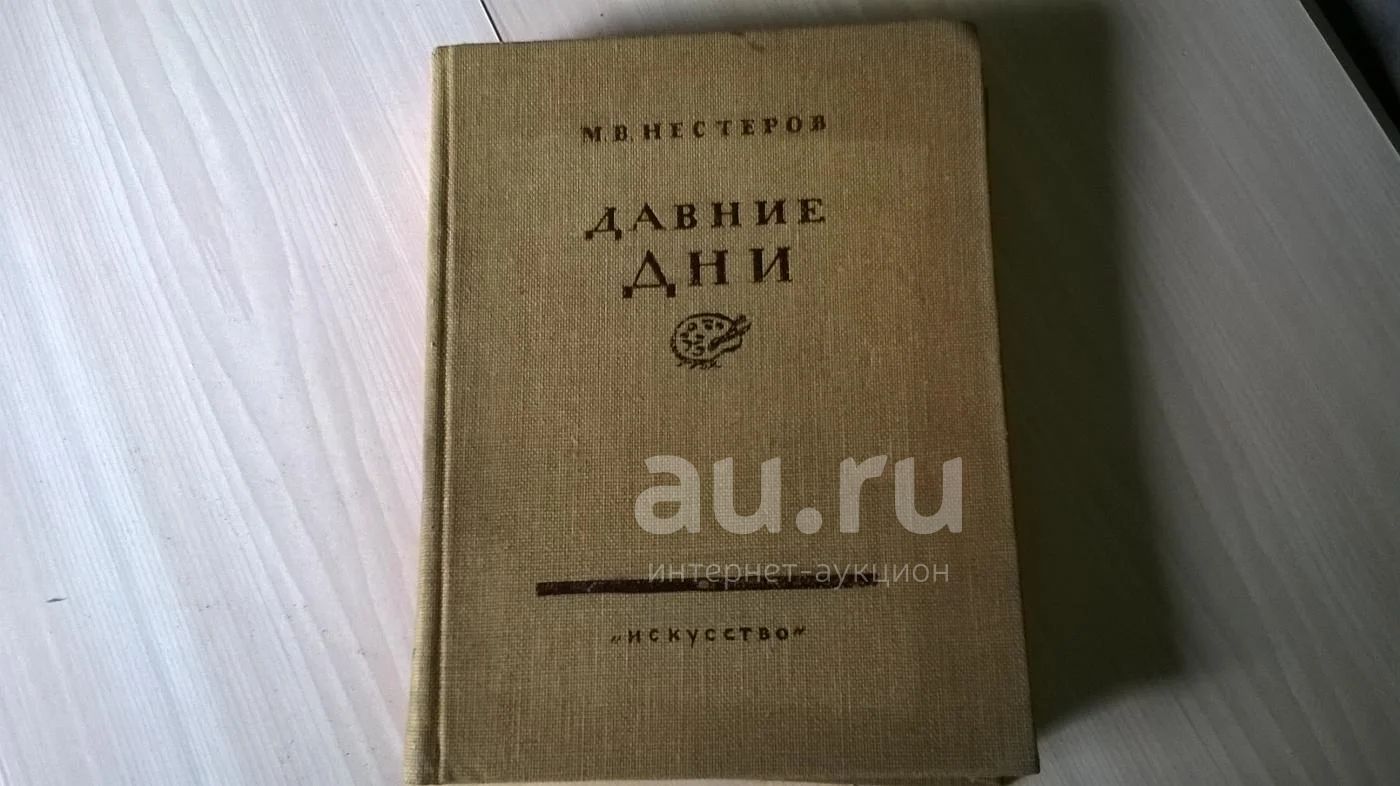 М.В. НЕСТЕРОВ
ДАВНИЕ
ДНИ
au.ru
интернет-аукцион
„ИСКУССТВО"